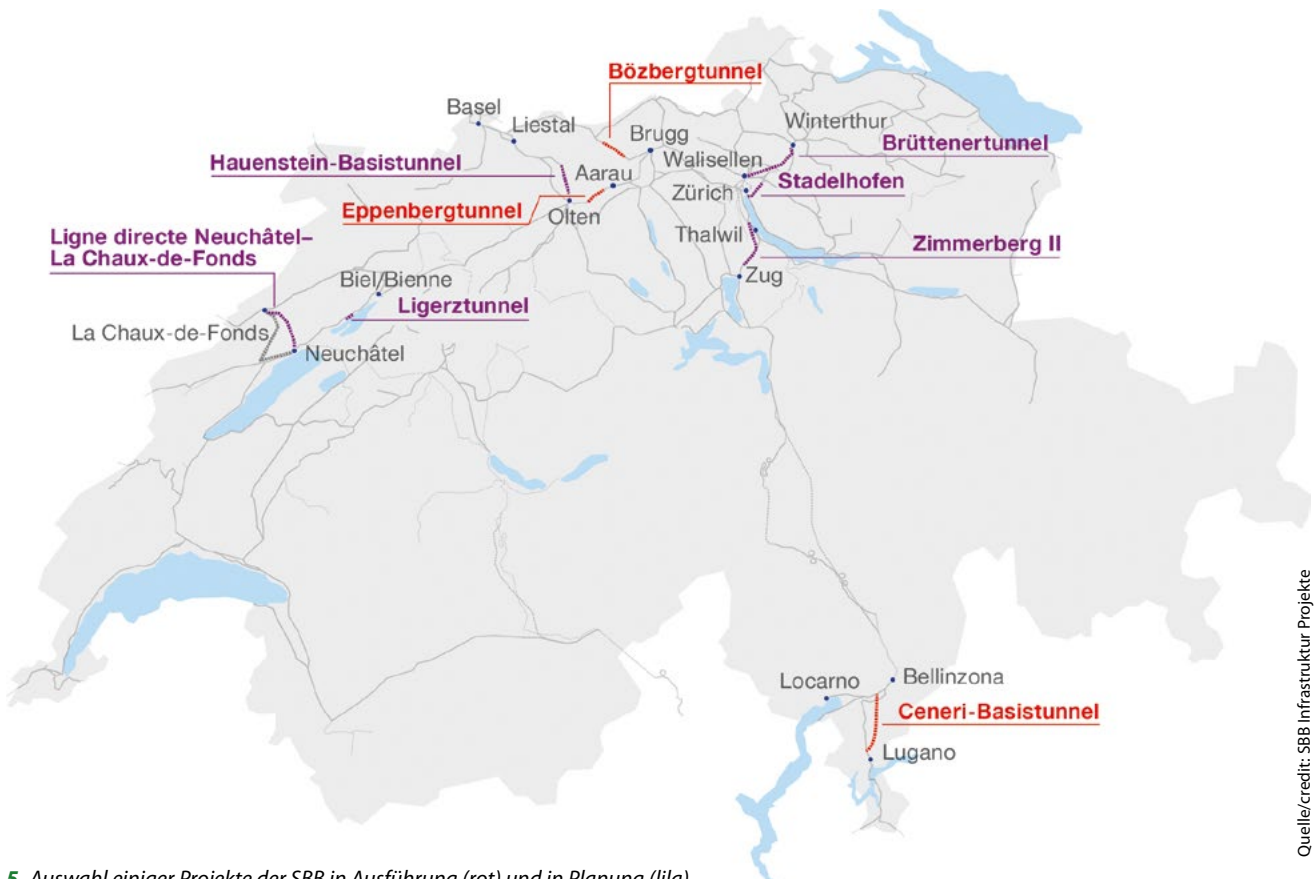 Bözbergtunnel
Basel
Liestal
Brugg
Winterthur
Hauenstein-Basistunnel
Aarau
Walisellen
Brüttenertunnel
Zürich
Stadelhofen
Eppenbergtunnel
Olten
Thalwil
Zimmerberg II
Ligne directe Neuchâtel–
La Chaux-de-Fonds
Zug
Biel/Bienne
Ligerztunnel
La Chaux-de-Fonds
Neuchâtel
Locarno
Bellinzona
Ceneri-Basistunnel
Lugano
Quelle/credit: SBB Infrastruktur Projekte
5 Auswahl einiger Projekte der SBB in Ausführung (rot) und in Planung (lila)